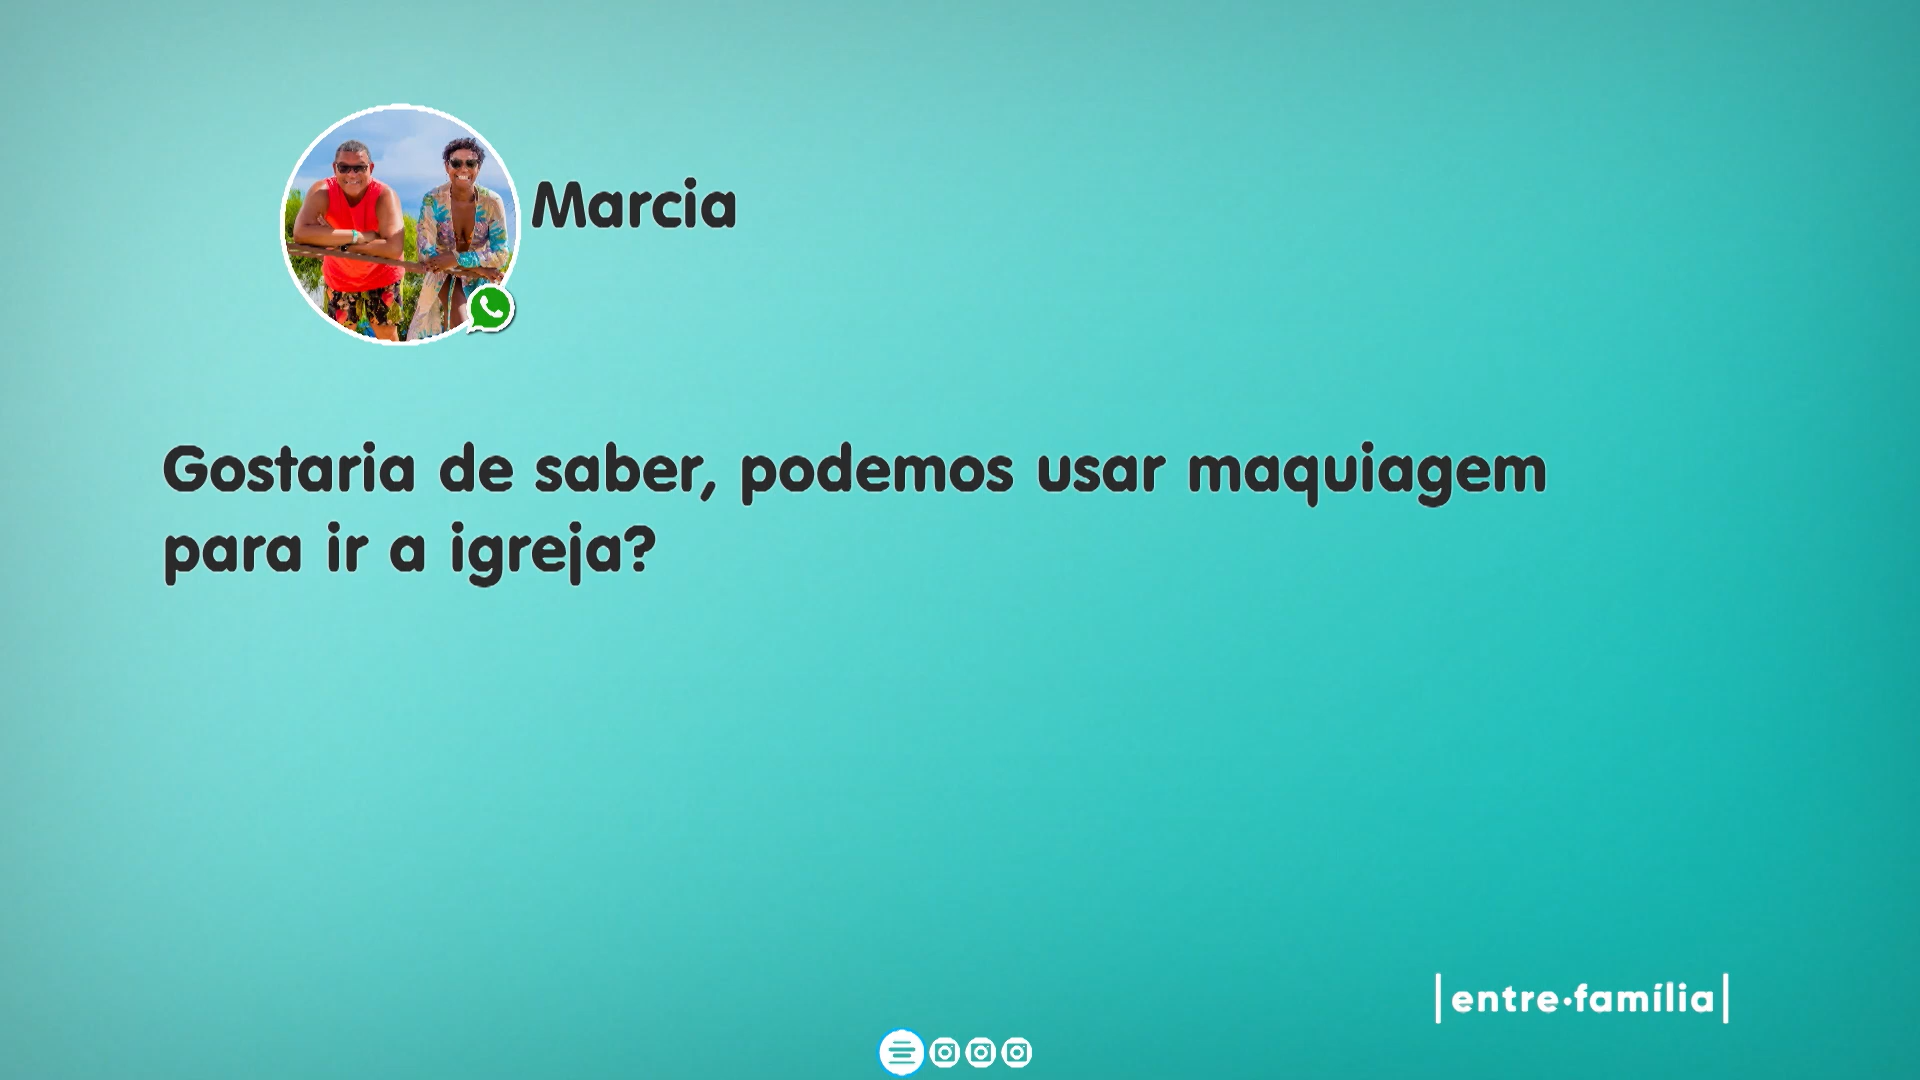 Marcia
Gostaria de saber, podemos usar maquiagem
para ir a igreja?
|entre•família|